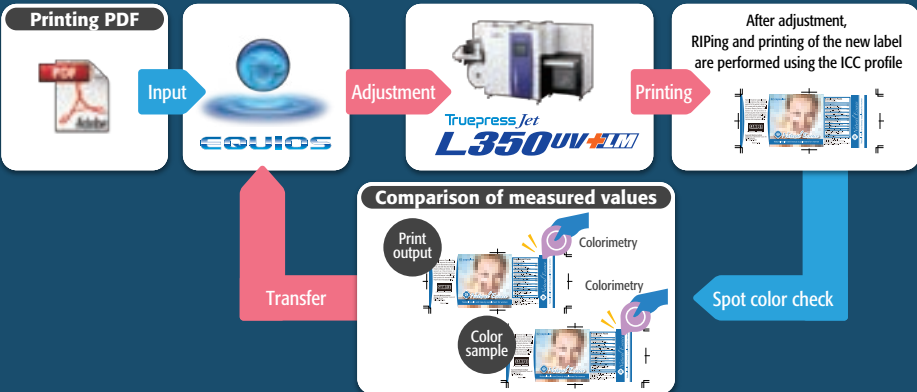 Printing PDF
PDF
Adobe
Input
EQUIOS
Adjustment
Truepress Jet
L350UV+LM
Printing
After adjustment,
RIPing and printing of the new label
are performed using the ICC profile
Comparison of measured values
Print
output
Colorimetry
Colorimetry
Color
sample
Transfer
Spot color check